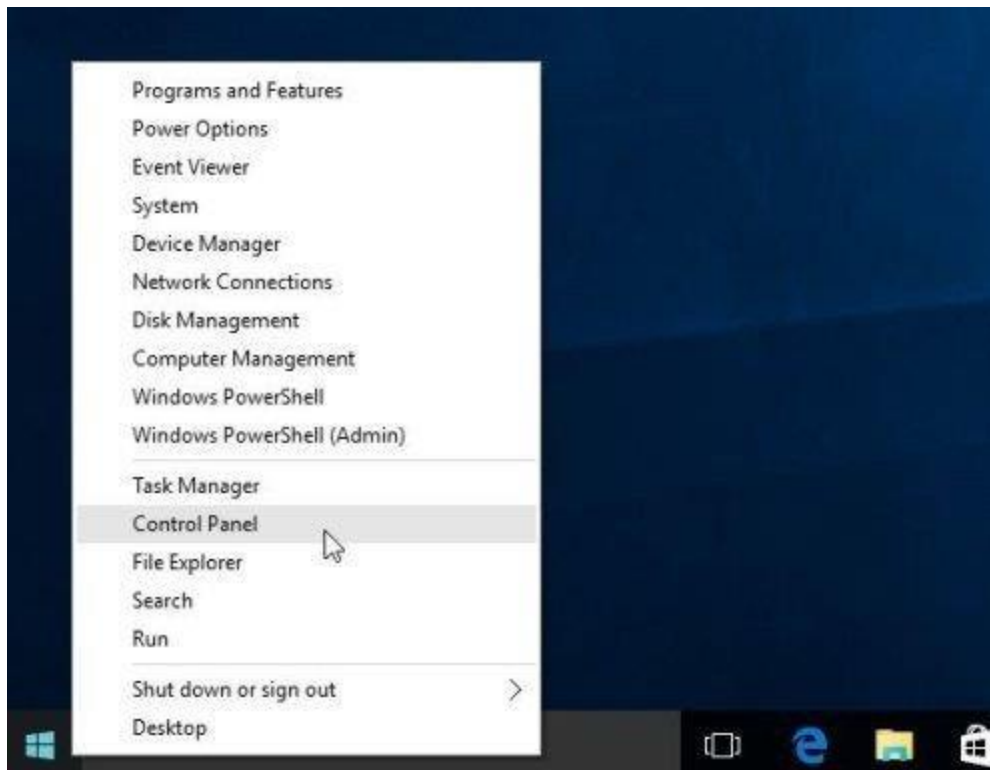 Programs and Features
Power Options
Event Viewer
System
Device Manager
Network Connections
Disk Management
Computer Management
Windows PowerShell
Windows PowerShell (Admin)
Task Manager
Control Panel
File Explorer
Search
Run
Shut down or sign out
Desktop